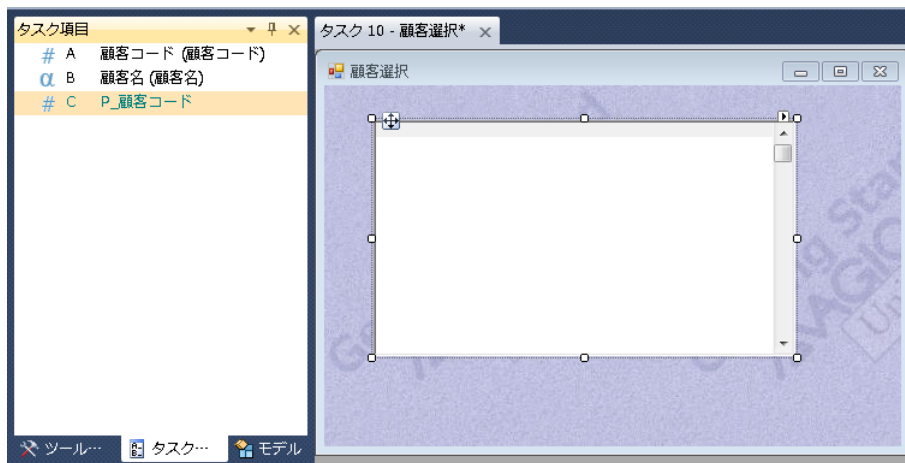 タスク項目
# A 顧客コード (顧客コード)
α B 顧客名 (顧客名)
# C P_顧客コード
ツール… タスク… モデル
タスク 10 - 顧客選択*
顧客選択